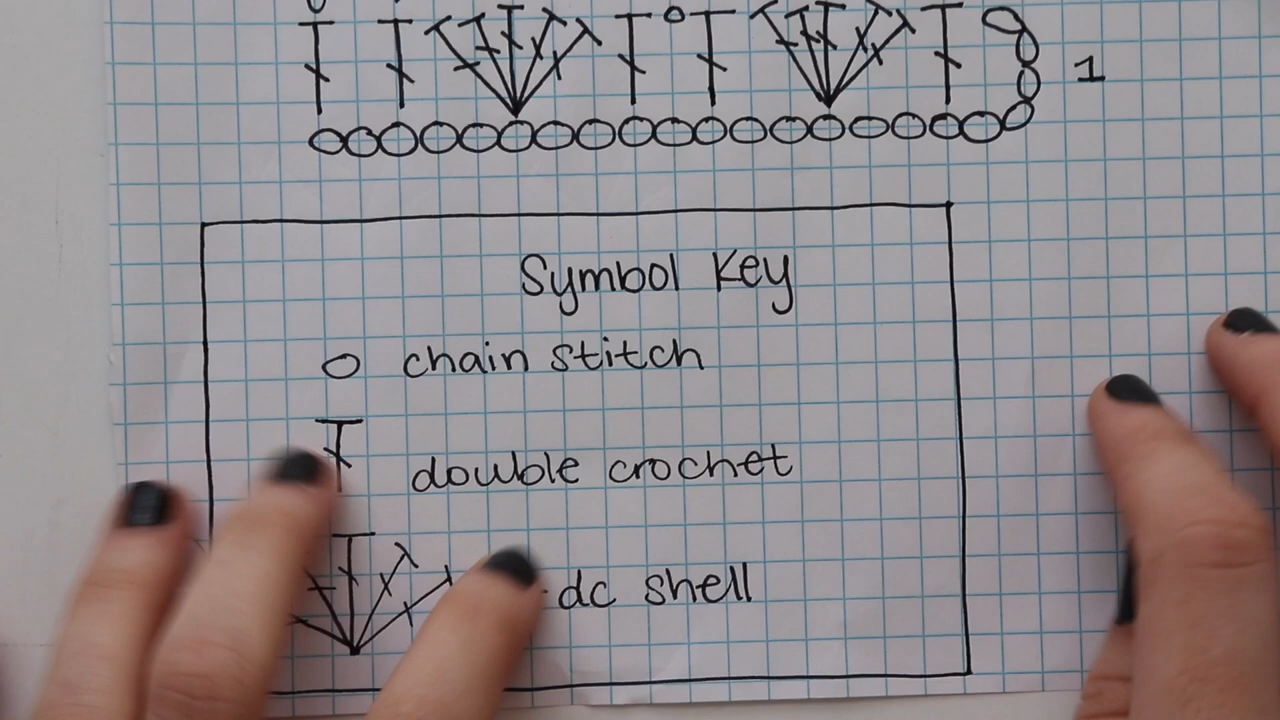 1
Symbol Key
chain stitch
double crochet
dc shell